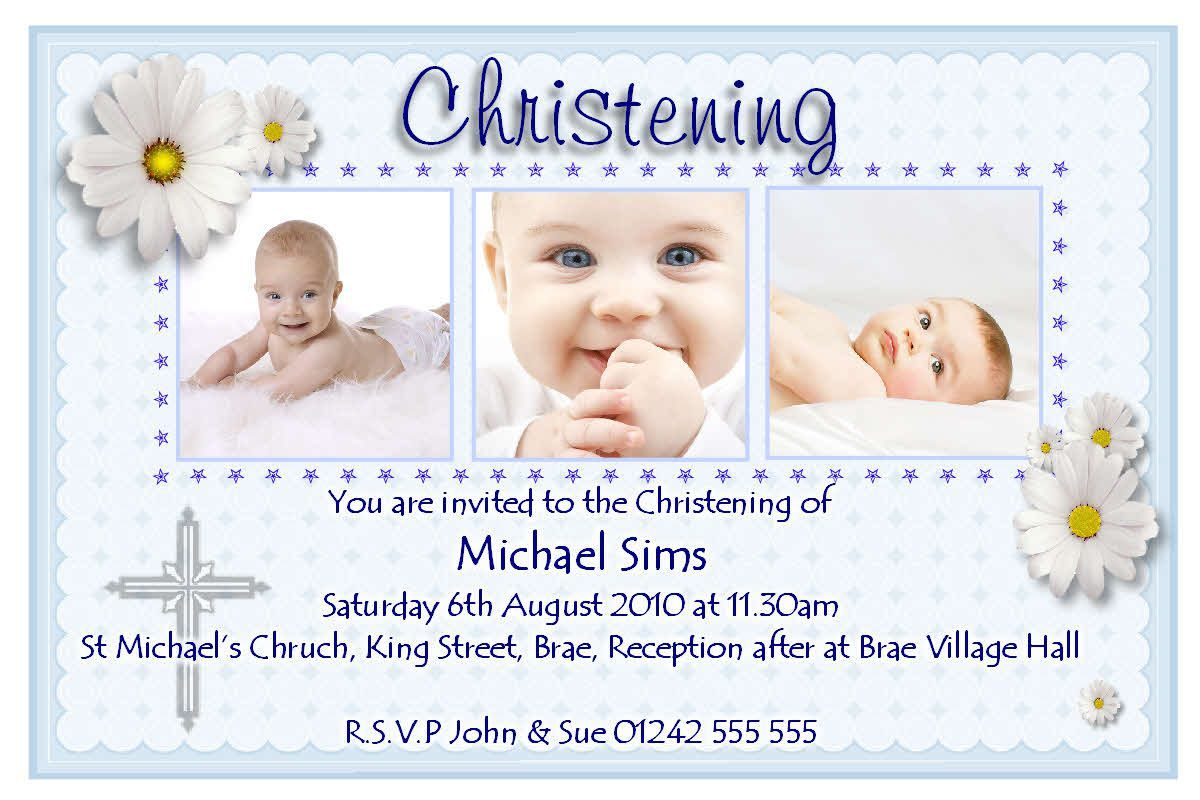 Christening
You are invited to the Christening of
Michael Sims
Saturday 6th August 2010 at 11.30am
St Michael's Chruch, King Street, Brae, Reception after at Brae Village Hall
R.S.V.P John & Sue 01242 555 555